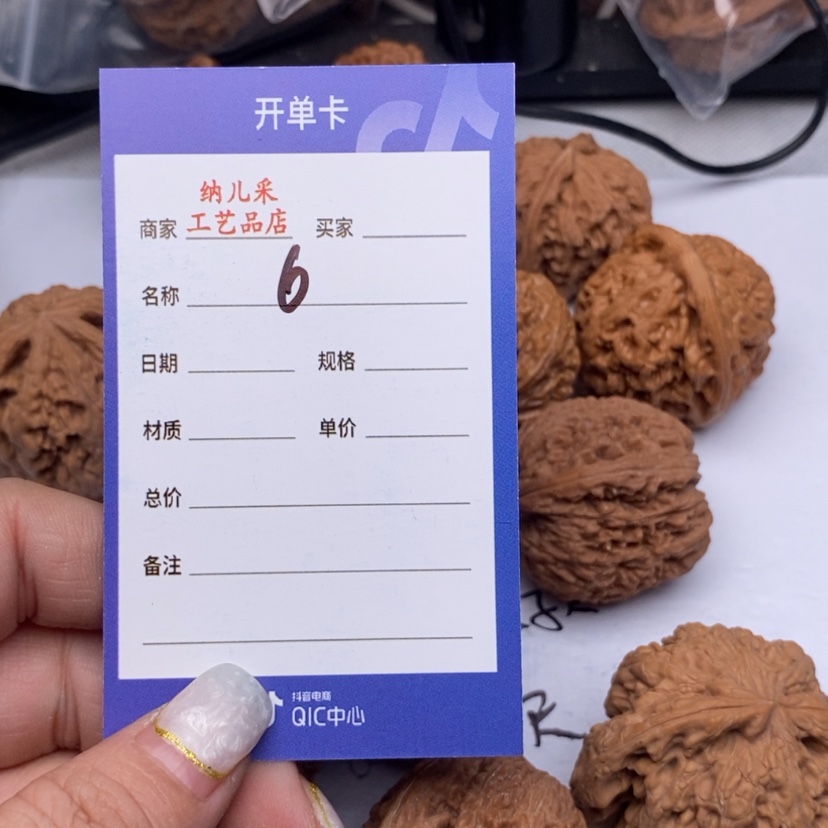 开单卡
纳儿采
商家 工艺品店 买家
名称 6
日期 规格
材质 单价
总价
备注
抖音电商
QIC中心